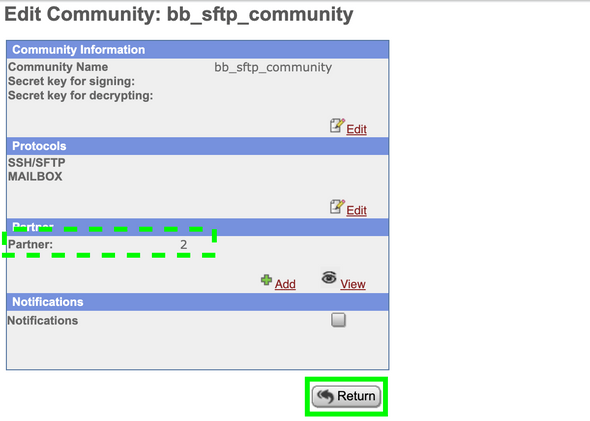 Edit Community: bb_sftp_community
Community Information
Community Name bb_sftp_community
Secret key for signing:
Secret key for decrypting:
Edit
Protocols
SSH/SFTP
MAILBOX
Edit
Partner
Partner: 2
Add View
Notifications
Notifications
Return